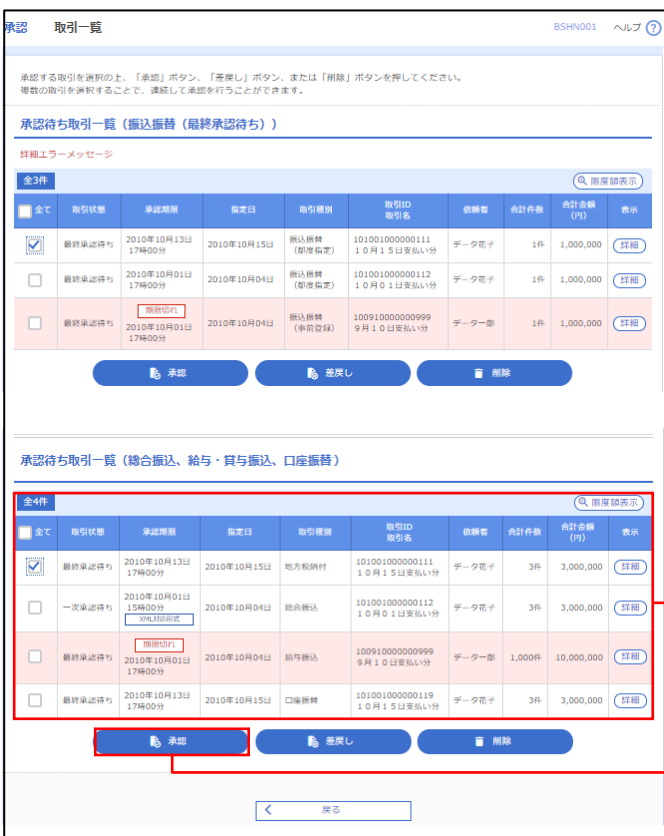 承認 取引一覧 BSHN001 ヘルプ ?
承認する取引を選択の上、「承認」ボタン、「差戻し」ボタン、または「削除」ボタンを押してください。
複数の取引を選択することで、連続して承認を行うことができます。
承認待ち取引一覧（振込振替（最終承認待ち））
詳細エラーメッセージ
全3件 限度額表示
全て 取引状態 承認期限 指定日 取引種別 取引ID 依頼者 合計件数 合計金額 表示
取引名 (円)
最終承認待ち 2010年10月13日 2010年10月15日 振込振替 101001000000111 データ花子 1件 1,000,000 詳細
17時00分 （都度指定） １０月１５日支払い分
最終承認待ち 2010年10月01日 2010年10月04日 振込振替 101001000000112 データ花子 1件 1,000,000 詳細
17時00分 （都度指定） １０月０１日支払い分
期限切れ
最終承認待ち 2010年10月01日 2010年10月04日 振込振替 100910000000999 データ一郎 1件 1,000,000 詳細
17時00分 （事前登録） ９月１０日支払い分
承認 差戻し 削除
承認待ち取引一覧（総合振込、給与・賞与振込、口座振替）
全4件 限度額表示
全て 取引状態 承認期限 指定日 取引種別 取引ID 依頼者 合計件数 合計金額 表示
取引名 (円)
最終承認待ち 2010年10月13日 2010年10月15日 地方税納付 101001000000111 データ花子 3件 3,000,000 詳細
17時00分 １０月１５日支払い分
一次承認待ち 2010年10月01日 2010年10月04日 総合振込 101001000000112 データ花子 3件 3,000,000 詳細
15時00分 １０月０１日支払い分
XML対応形式
期限切れ
最終承認待ち 2010年10月01日 2010年10月04日 給与振込 100910000000999 データ一郎 1,000件 10,000,000 詳細
17時00分 ９月１０日支払い分
最終承認待ち 2010年10月13日 2010年10月15日 口座振替 101001000000119 データ花子 3件 3,000,000 詳細
17時00分 １０月１５日支払い分
承認 差戻し 削除
戻る